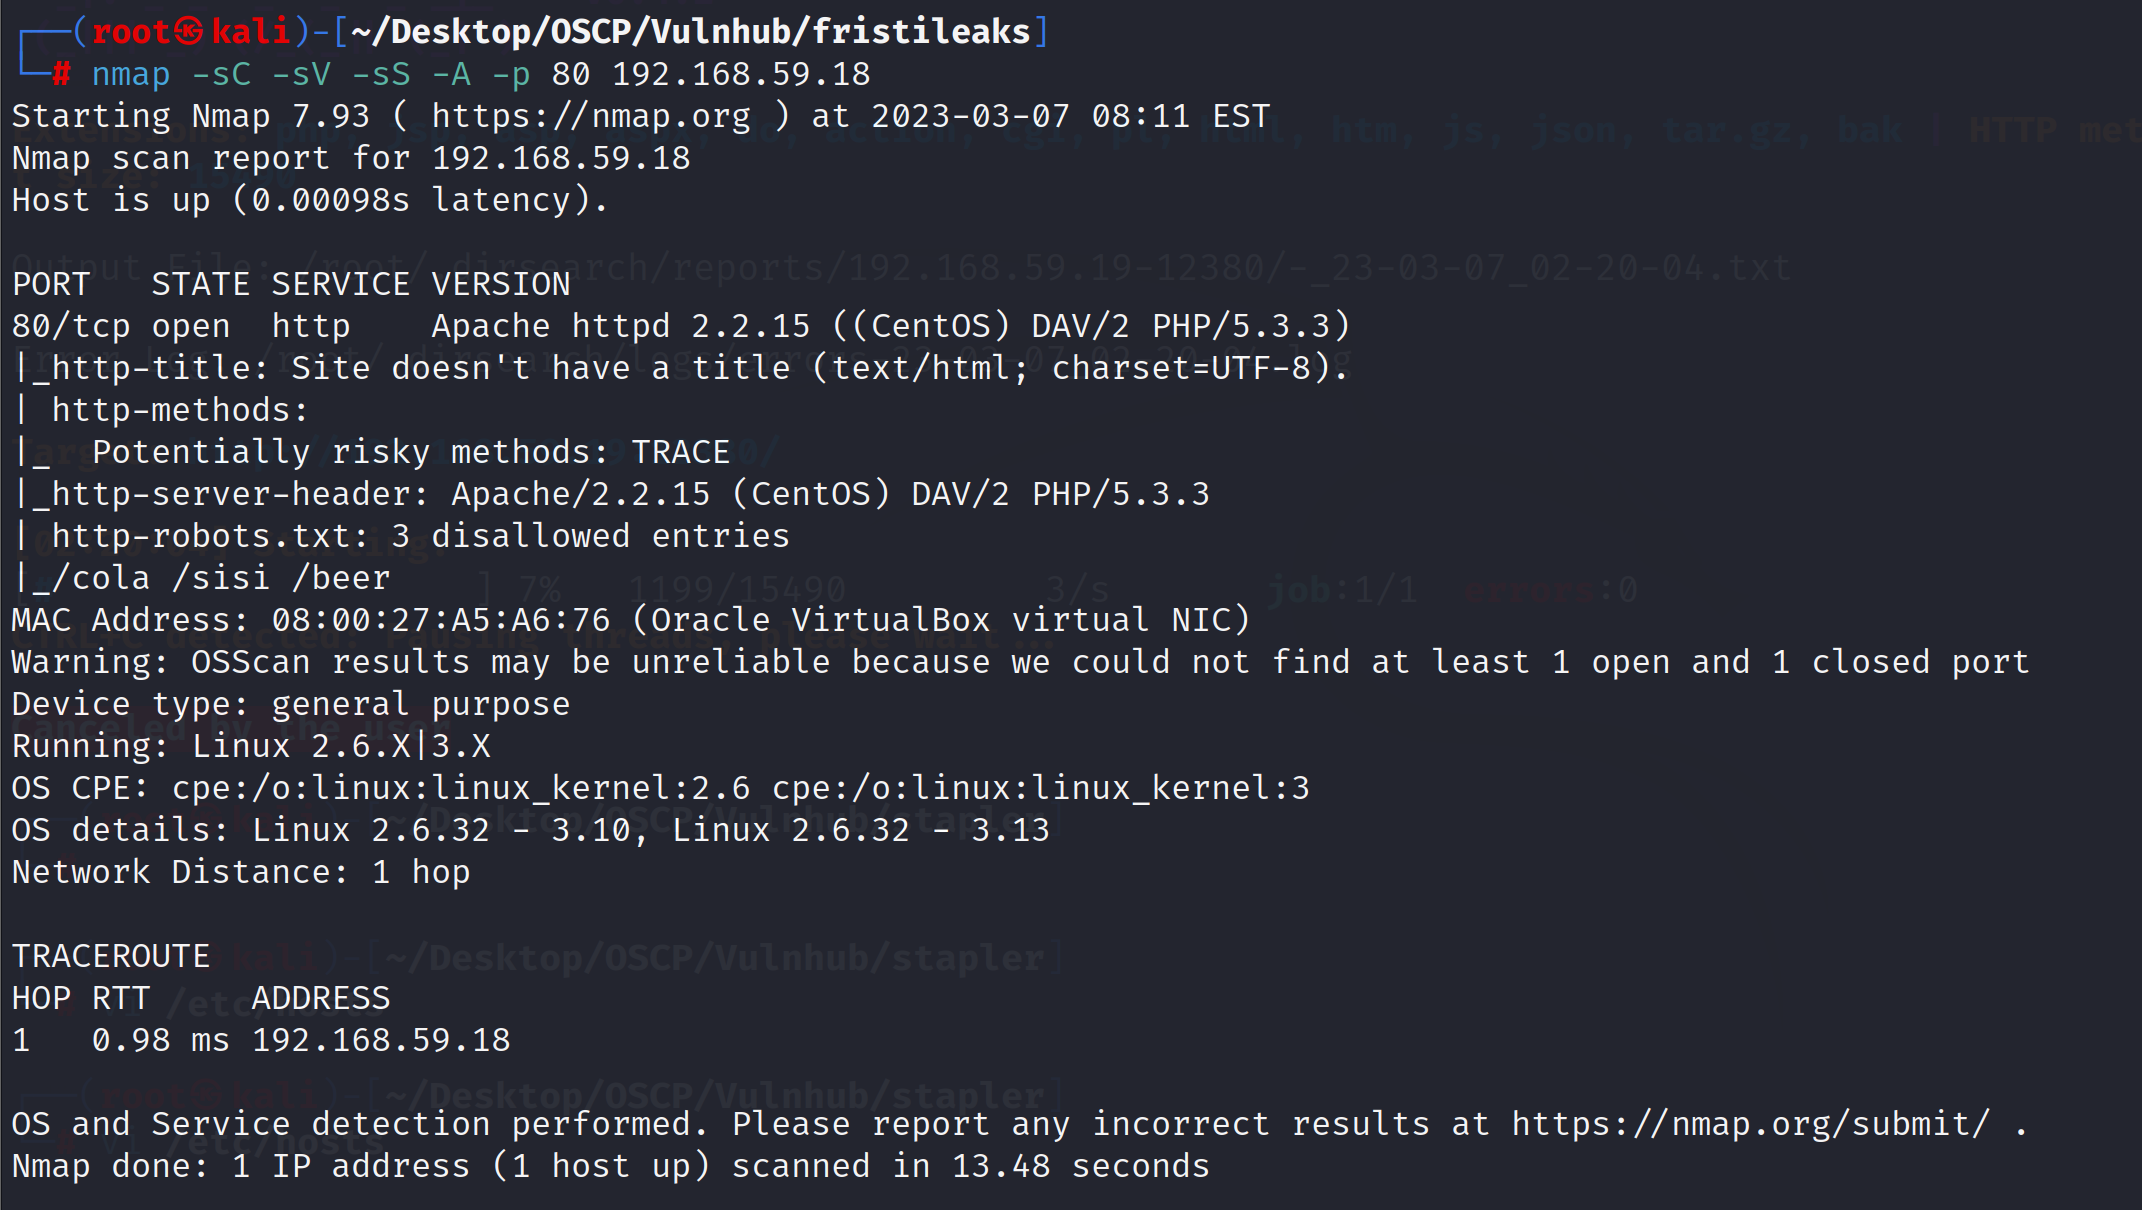 ┌──(root㉿kali)-[~/Desktop/OSCP/Vulnhub/fristileaks]
└─# nmap -sC -sV -sS -A -p 80 192.168.59.18
Starting Nmap 7.93 ( https://nmap.org ) at 2023-03-07 08:11 EST
Nmap scan report for 192.168.59.18
Host is up (0.00098s latency).

PORT   STATE SERVICE VERSION
80/tcp open  http    Apache httpd 2.2.15 ((CentOS) DAV/2 PHP/5.3.3)
|_http-title: Site doesn't have a title (text/html; charset=UTF-8).
| http-methods:
|_  Potentially risky methods: TRACE
|_http-server-header: Apache/2.2.15 (CentOS) DAV/2 PHP/5.3.3
| http-robots.txt: 3 disallowed entries
|_/cola /sisi /beer
MAC Address: 08:00:27:A5:A6:76 (Oracle VirtualBox virtual NIC)
Warning: OSScan results may be unreliable because we could not find at least 1 open and 1 closed port
Device type: general purpose
Running: Linux 2.6.X|3.X
OS CPE: cpe:/o:linux:linux_kernel:2.6 cpe:/o:linux:linux_kernel:3
OS details: Linux 2.6.32 - 3.10, Linux 2.6.32 - 3.13
Network Distance: 1 hop

TRACEROUTE
HOP RTT     ADDRESS
1   0.98 ms 192.168.59.18

OS and Service detection performed. Please report any incorrect results at https://nmap.org/submit/ .
Nmap done: 1 IP address (1 host up) scanned in 13.48 seconds